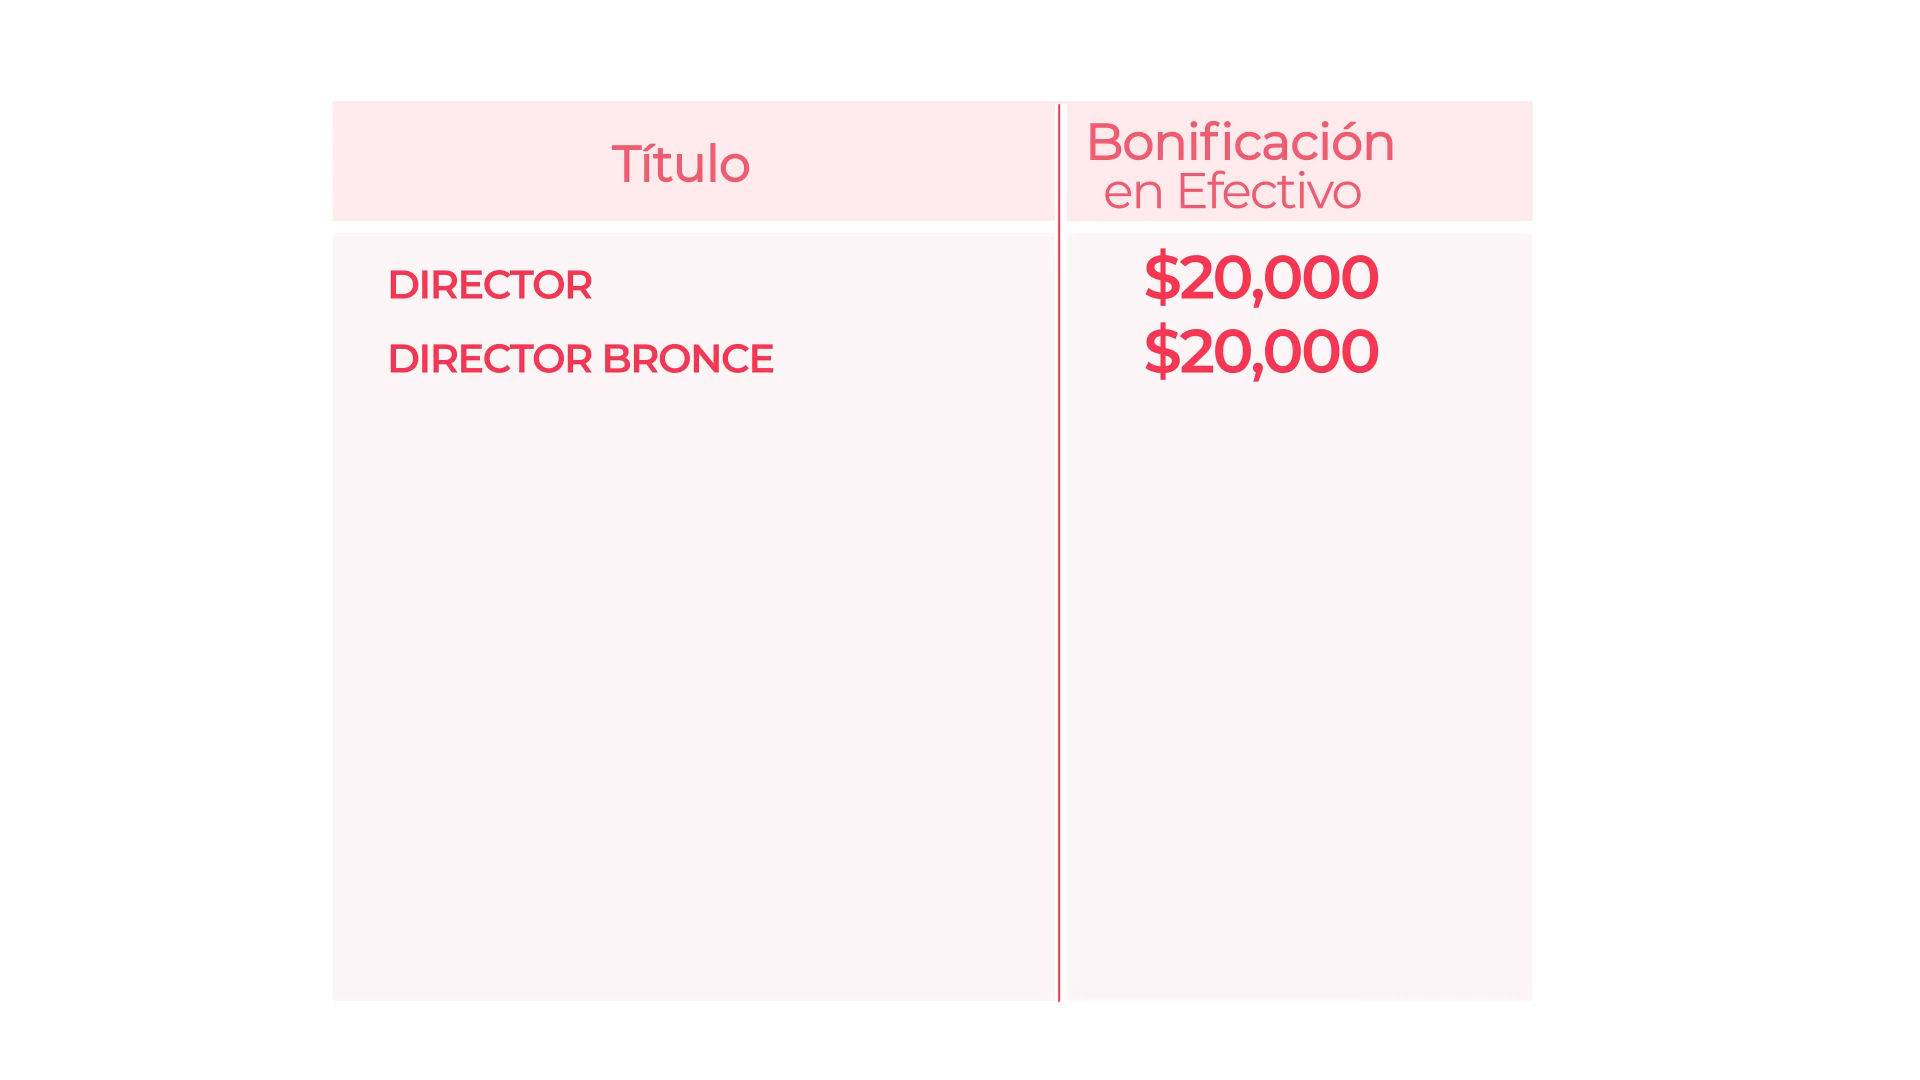 Título
Bonificación
en Efectivo
DIRECTOR
$20,000
DIRECTOR BRONCE
$20,000